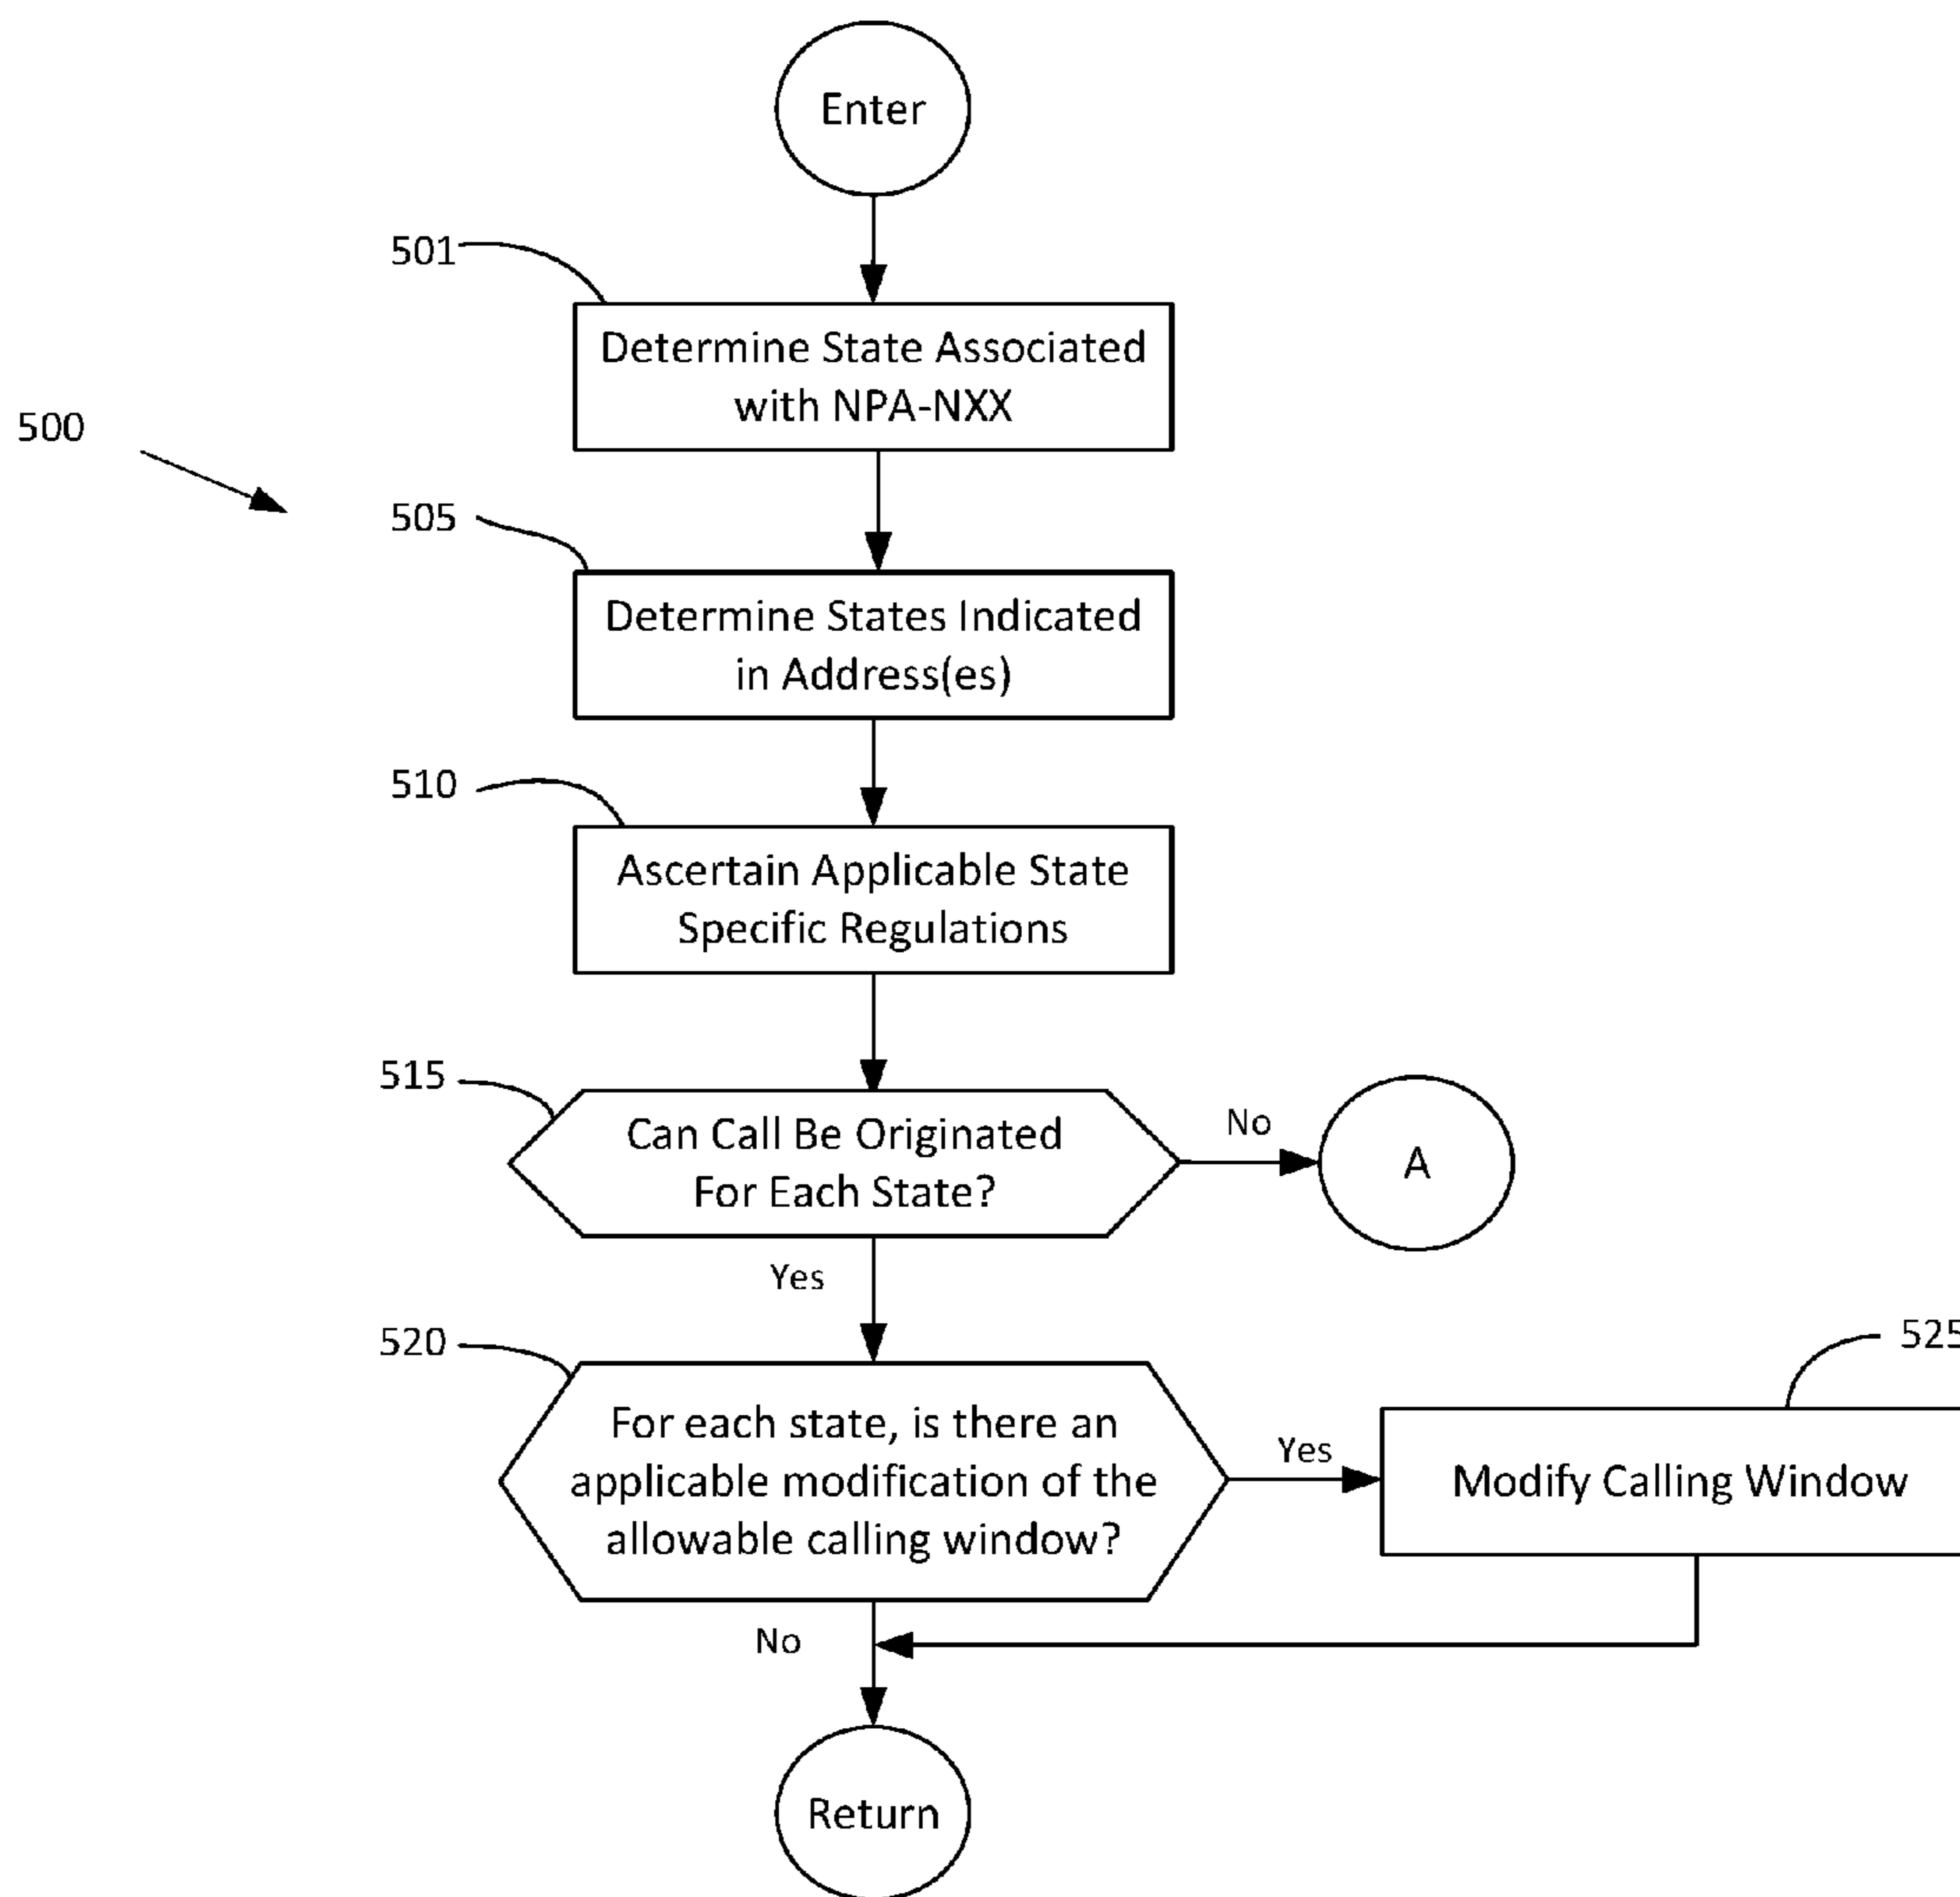 Enter
501
Determine State Associated
with NPA-NXX
500
505
Determine States Indicated
in Address(es)
510
Ascertain Applicable State
Specific Regulations
515
Can Call Be Originated
For Each State?
No
A
Yes
520
525
For each state, is there an
applicable modification of the
allowable calling window?
Yes
Modify Calling Window
No
Return